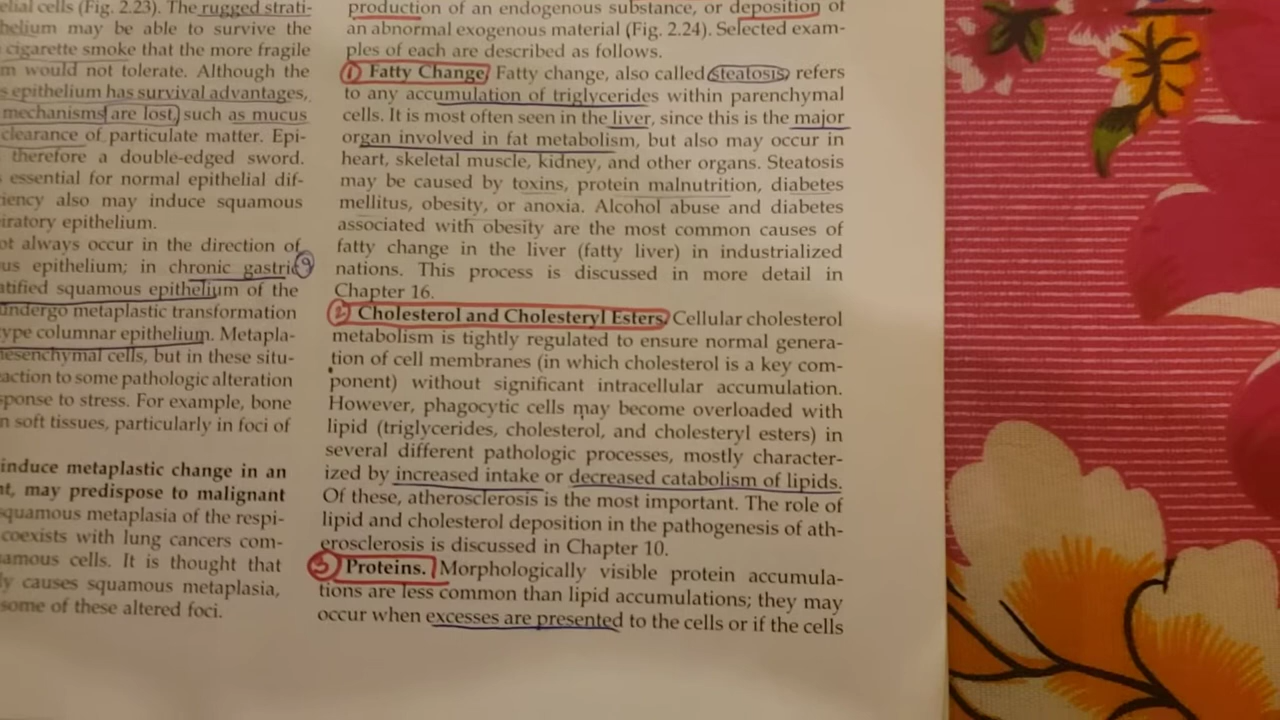 elial cells (Fig. 2.23). The rugged strati-
helium may be able to survive the
cigarette smoke that the more fragile
m would not tolerate. Although the
s epithelium has survival advantages,
mechanisms are lost, such as mucus
clearance of particulate matter. Epi-
therefore a double-edged sword.
essential for normal epithelial dif-
iency also may induce squamous
iratory epithelium.
ot always occur in the direction of
us epithelium; in chronic gastri
atified squamous epithelium of the
undergo metaplastic transformation
type columnar epithelium. Metapla-
mesenchymal cells, but in these situ-
eaction to some pathologic alteration
sponse to stress. For example, bone
n soft tissues, particularly in foci of
induce metaplastic change in an
nt, may predispose to malignant
squamous metaplasia of the respi-
coexists with lung cancers com-
amous cells. It is thought that
ly causes squamous metaplasia,
some of these altered foci.
production of an endogenous substance, or deposition of
an abnormal exogenous material (Fig. 2.24). Selected exam-
ples of each are described as follows.
1 Fatty Change Fatty change, also called steatosis, refers
to any accumulation of triglycerides within parenchymal
cells. It is most often seen in the liver, since this is the major
organ involved in fat metabolism, but also may occur in
heart, skeletal muscle, kidney, and other organs. Steatosis
may be caused by toxins, protein malnutrition, diabetes
mellitus, obesity, or anoxia. Alcohol abuse and diabetes
associated with obesity are the most common causes of
fatty change in the liver (fatty liver) in industrialized
nations. This process is discussed in more detail in
Chapter 16.
2 Cholesterol and Cholesteryl Esters. Cellular cholesterol
metabolism is tightly regulated to ensure normal genera-
tion of cell membranes (in which cholesterol is a key com-
ponent) without significant intracellular accumulation.
However, phagocytic cells may become overloaded with
lipid (triglycerides, cholesterol, and cholesteryl esters) in
several different pathologic processes, mostly character-
ized by increased intake or decreased catabolism of lipids.
Of these, atherosclerosis is the most important. The role of
lipid and cholesterol deposition in the pathogenesis of ath-
erosclerosis is discussed in Chapter 10.
3 Proteins. Morphologically visible protein accumula-
tions are less common than lipid accumulations; they may
occur when excesses are presented to the cells or if the cells